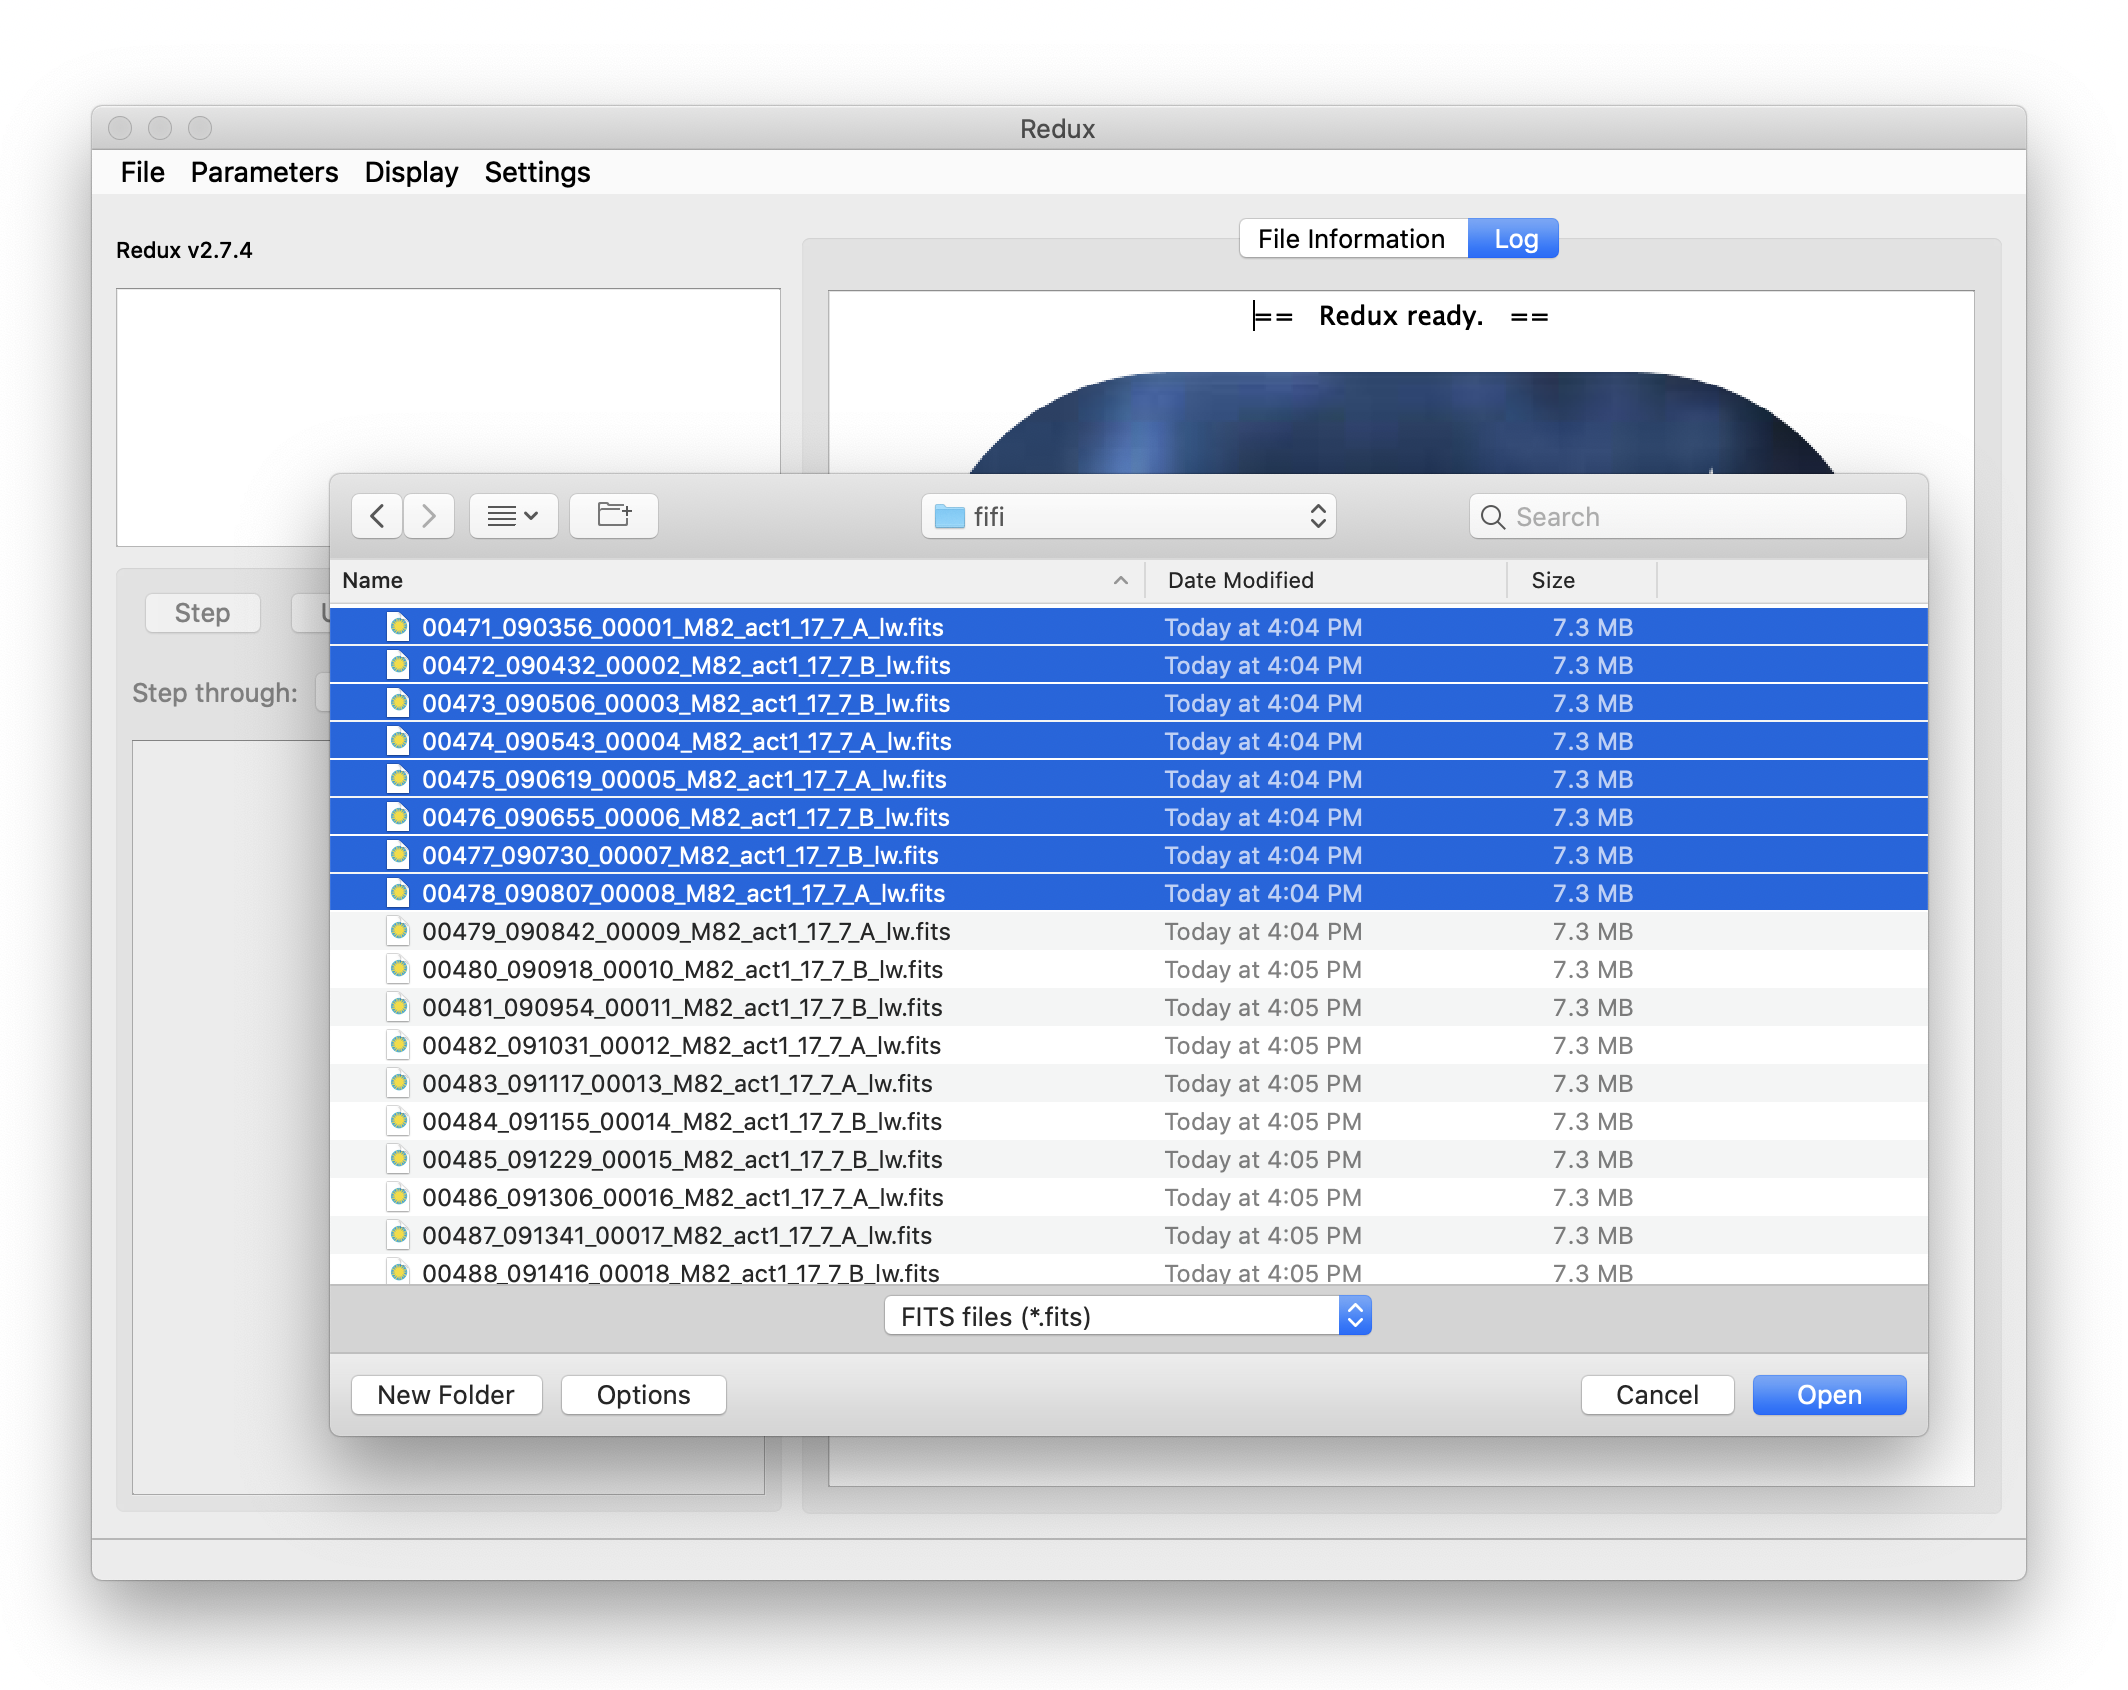 Redux
File Parameters Display Settings
Redux v2.7.4
File Information Log
== Redux ready. ==
fifi
Search
Name Date Modified Size
Step
Step through:
00471_090356_00001_M82_act1_17_7_A_lw.fits Today at 4:04 PM 7.3 MB
00472_090432_00002_M82_act1_17_7_B_lw.fits Today at 4:04 PM 7.3 MB
00473_090506_00003_M82_act1_17_7_B_lw.fits Today at 4:04 PM 7.3 MB
00474_090543_00004_M82_act1_17_7_A_lw.fits Today at 4:04 PM 7.3 MB
00475_090619_00005_M82_act1_17_7_A_lw.fits Today at 4:04 PM 7.3 MB
00476_090655_00006_M82_act1_17_7_B_lw.fits Today at 4:04 PM 7.3 MB
00477_090730_00007_M82_act1_17_7_B_lw.fits Today at 4:04 PM 7.3 MB
00478_090807_00008_M82_act1_17_7_A_lw.fits Today at 4:04 PM 7.3 MB
00479_090842_00009_M82_act1_17_7_A_lw.fits Today at 4:04 PM 7.3 MB
00480_090918_00010_M82_act1_17_7_B_lw.fits Today at 4:05 PM 7.3 MB
00481_090954_00011_M82_act1_17_7_B_lw.fits Today at 4:05 PM 7.3 MB
00482_091031_00012_M82_act1_17_7_A_lw.fits Today at 4:05 PM 7.3 MB
00483_091117_00013_M82_act1_17_7_A_lw.fits Today at 4:05 PM 7.3 MB
00484_091155_00014_M82_act1_17_7_B_lw.fits Today at 4:05 PM 7.3 MB
00485_091229_00015_M82_act1_17_7_B_lw.fits Today at 4:05 PM 7.3 MB
00486_091306_00016_M82_act1_17_7_A_lw.fits Today at 4:05 PM 7.3 MB
00487_091341_00017_M82_act1_17_7_A_lw.fits Today at 4:05 PM 7.3 MB
00488_091416_00018_M82_act1_17_7_B_lw.fits Today at 4:05 PM 7.3 MB
FITS files (*.fits)
New Folder Options Cancel Open